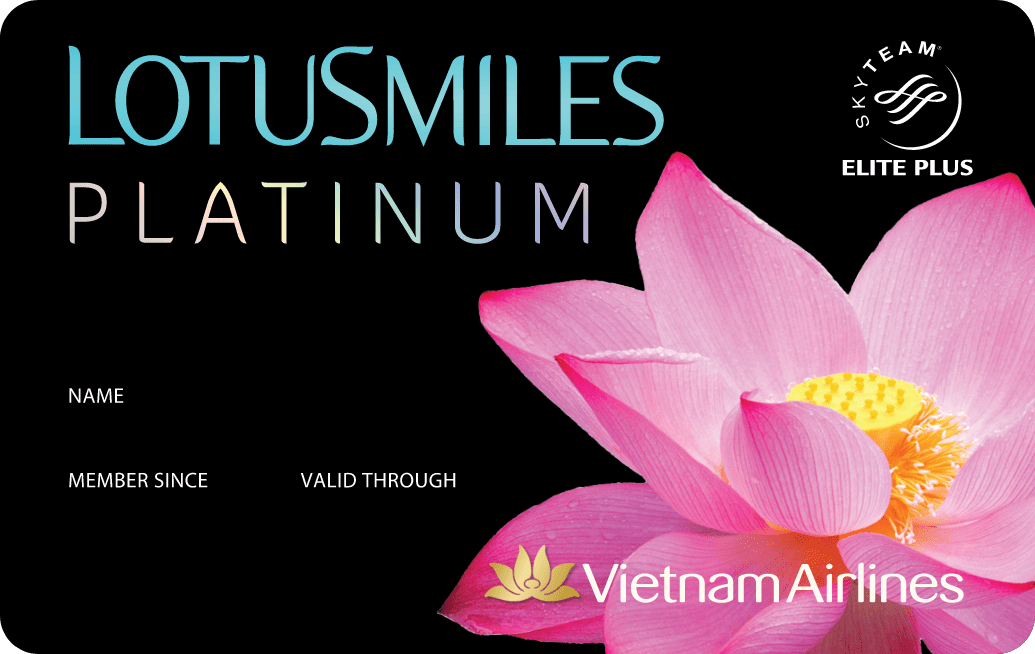 LOTUSMILES
PLATINUM
SKYTEAM
ELITE PLUS
NAME
MEMBER SINCE VALID THROUGH
Vietnam Airlines